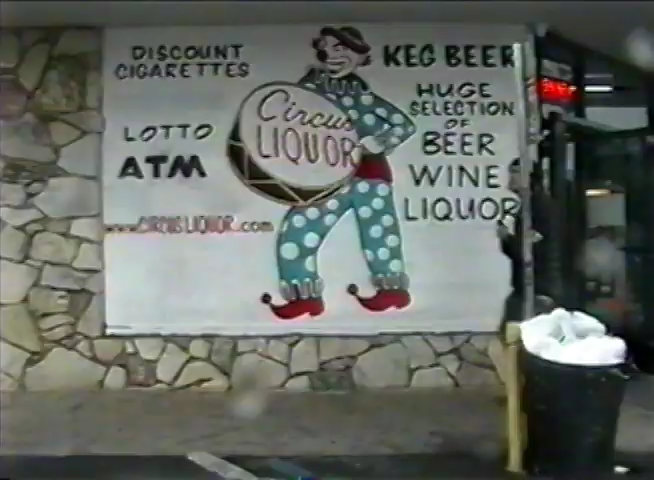 DISCOUNT
CIGARETTES
LOTTO
ATM
www.CIRCUSLIQUOR.com
Circus
LIQUOR
KEG BEER
HUGE
SELECTION
OF
BEER
WINE
LIQUOR